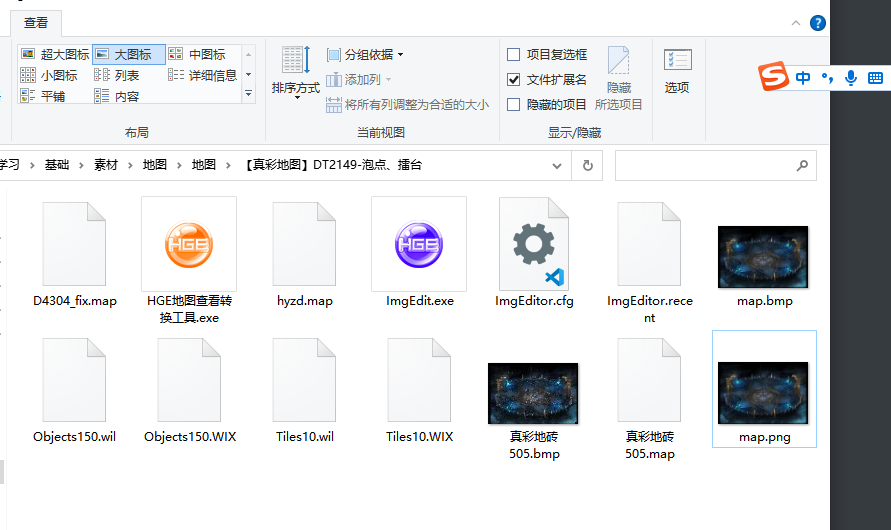 查看
超大图标
大图标
中图标
小图标
列表
详细信息
平铺
内容
布局
排序方式
分组依据
添加列
将所有列调整为合适的大小
当前视图
项目复选框
文件扩展名
隐藏的项目
隐藏
所选项目
显示/隐藏
选项
中
学习 › 基础 › 素材 › 地图 › 地图 › 【真彩地图】DT2149-泡点、擂台
HGE
HGE
D4304_fix.map
HGE地图查看转
换工具.exe
hyzd.map
ImgEdit.exe
ImgEditor.cfg
ImgEditor.rece
nt
map.bmp
Objects150.wil
Objects150.WIX
Tiles10.wil
Tiles10.WIX
真彩地砖
505.bmp
真彩地砖
505.map
map.png